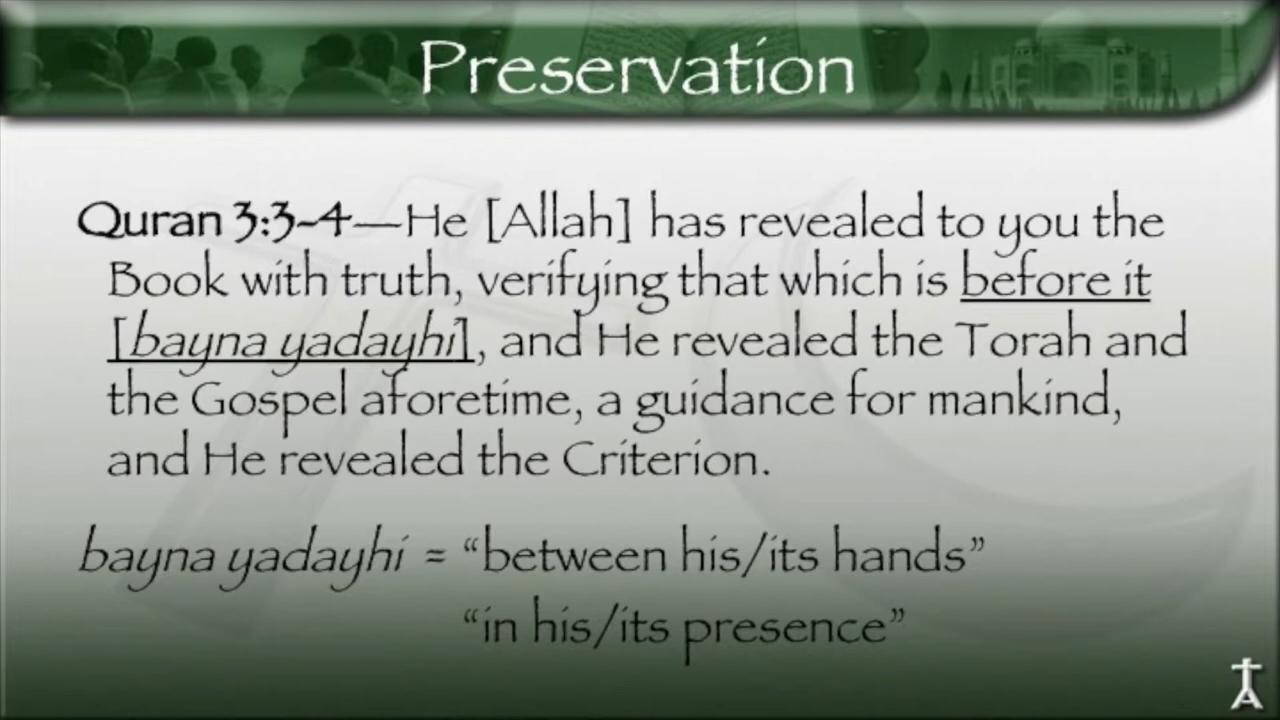 Preservation
Quran 3:3-4—He [Allah] has revealed to you the
Book with truth, verifying that which is before it
[bayna yadayhi], and He revealed the Torah and
the Gospel aforetime, a guidance for mankind,
and He revealed the Criterion.
bayna yadayhi = “between his/its hands”
“in his/its presence”